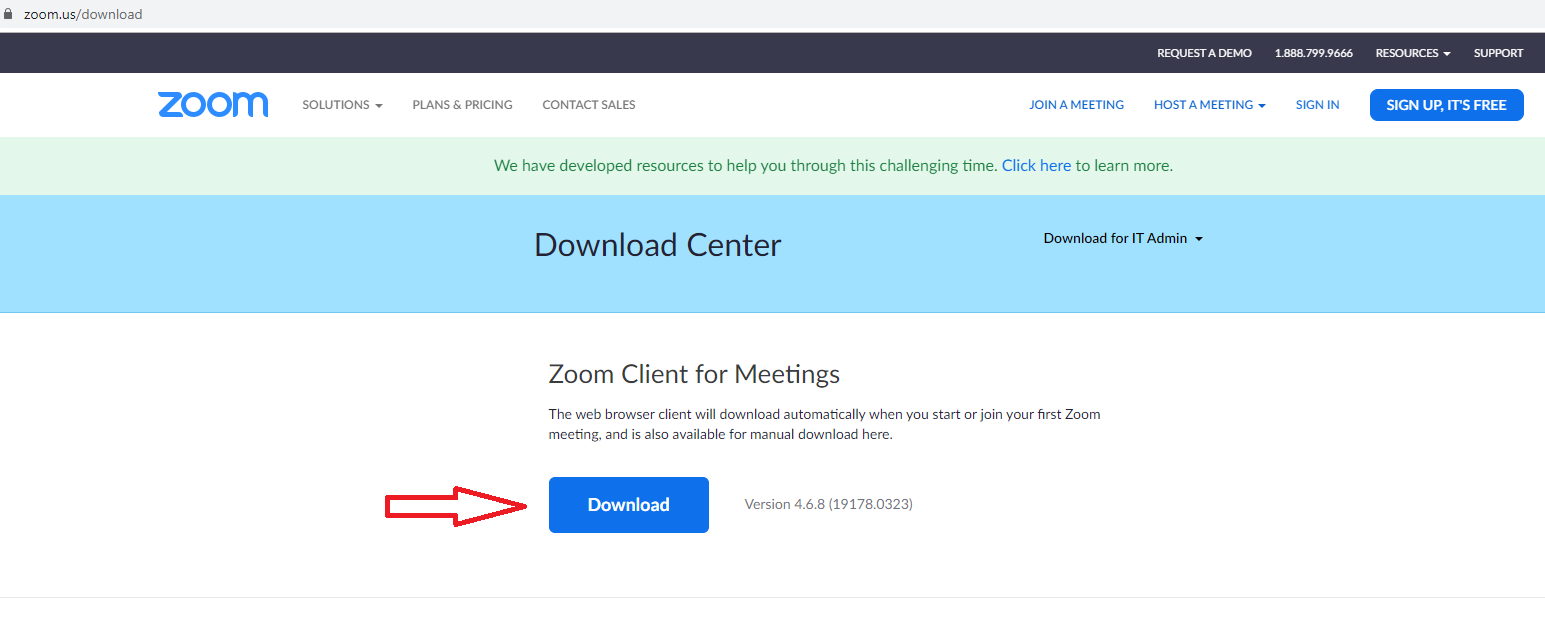 zoom.us/download
REQUEST A DEMO 1.888.799.9666 RESOURCES SUPPORT
zoom SOLUTIONS PLANS & PRICING CONTACT SALES JOIN A MEETING HOST A MEETING SIGN IN SIGN UP, IT'S FREE
We have developed resources to help you through this challenging time. Click here to learn more.
Download Center Download for IT Admin
Zoom Client for Meetings
The web browser client will download automatically when you start or join your first Zoom
meeting, and is also available for manual download here.
Download Version 4.6.8 (19178.0323)